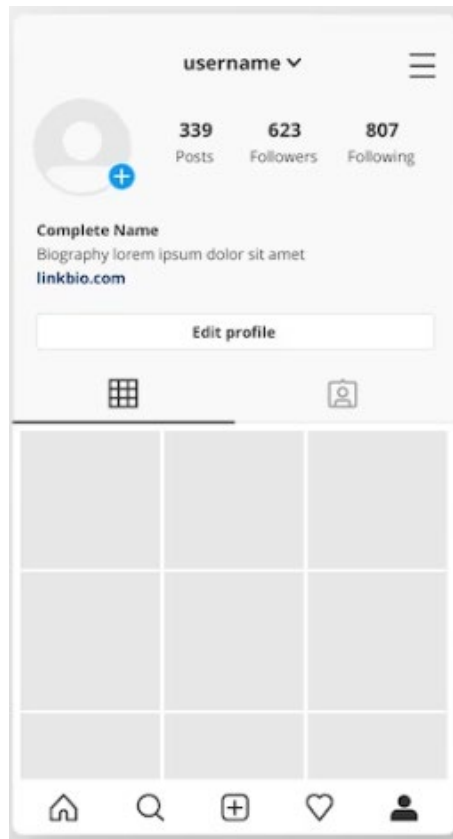 username
339 623 807
Posts Followers Following
Complete Name
Biography lorem ipsum dolor sit amet
linkbio.com
Edit profile